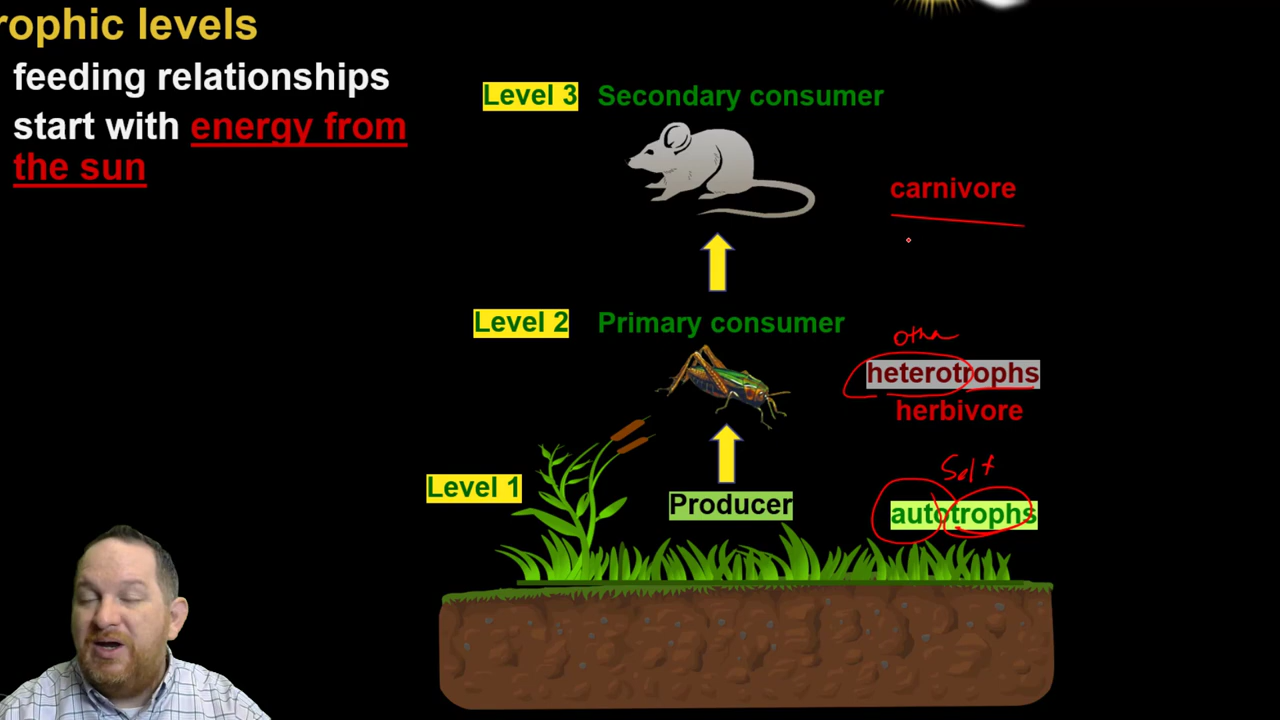 rophic levels
feeding relationships
start with energy from
the sun
Level 3 Secondary consumer
carnivore
Level 2 Primary consumer
heterotrophs
herbivore
Self
Level 1
Producer
autotrophs